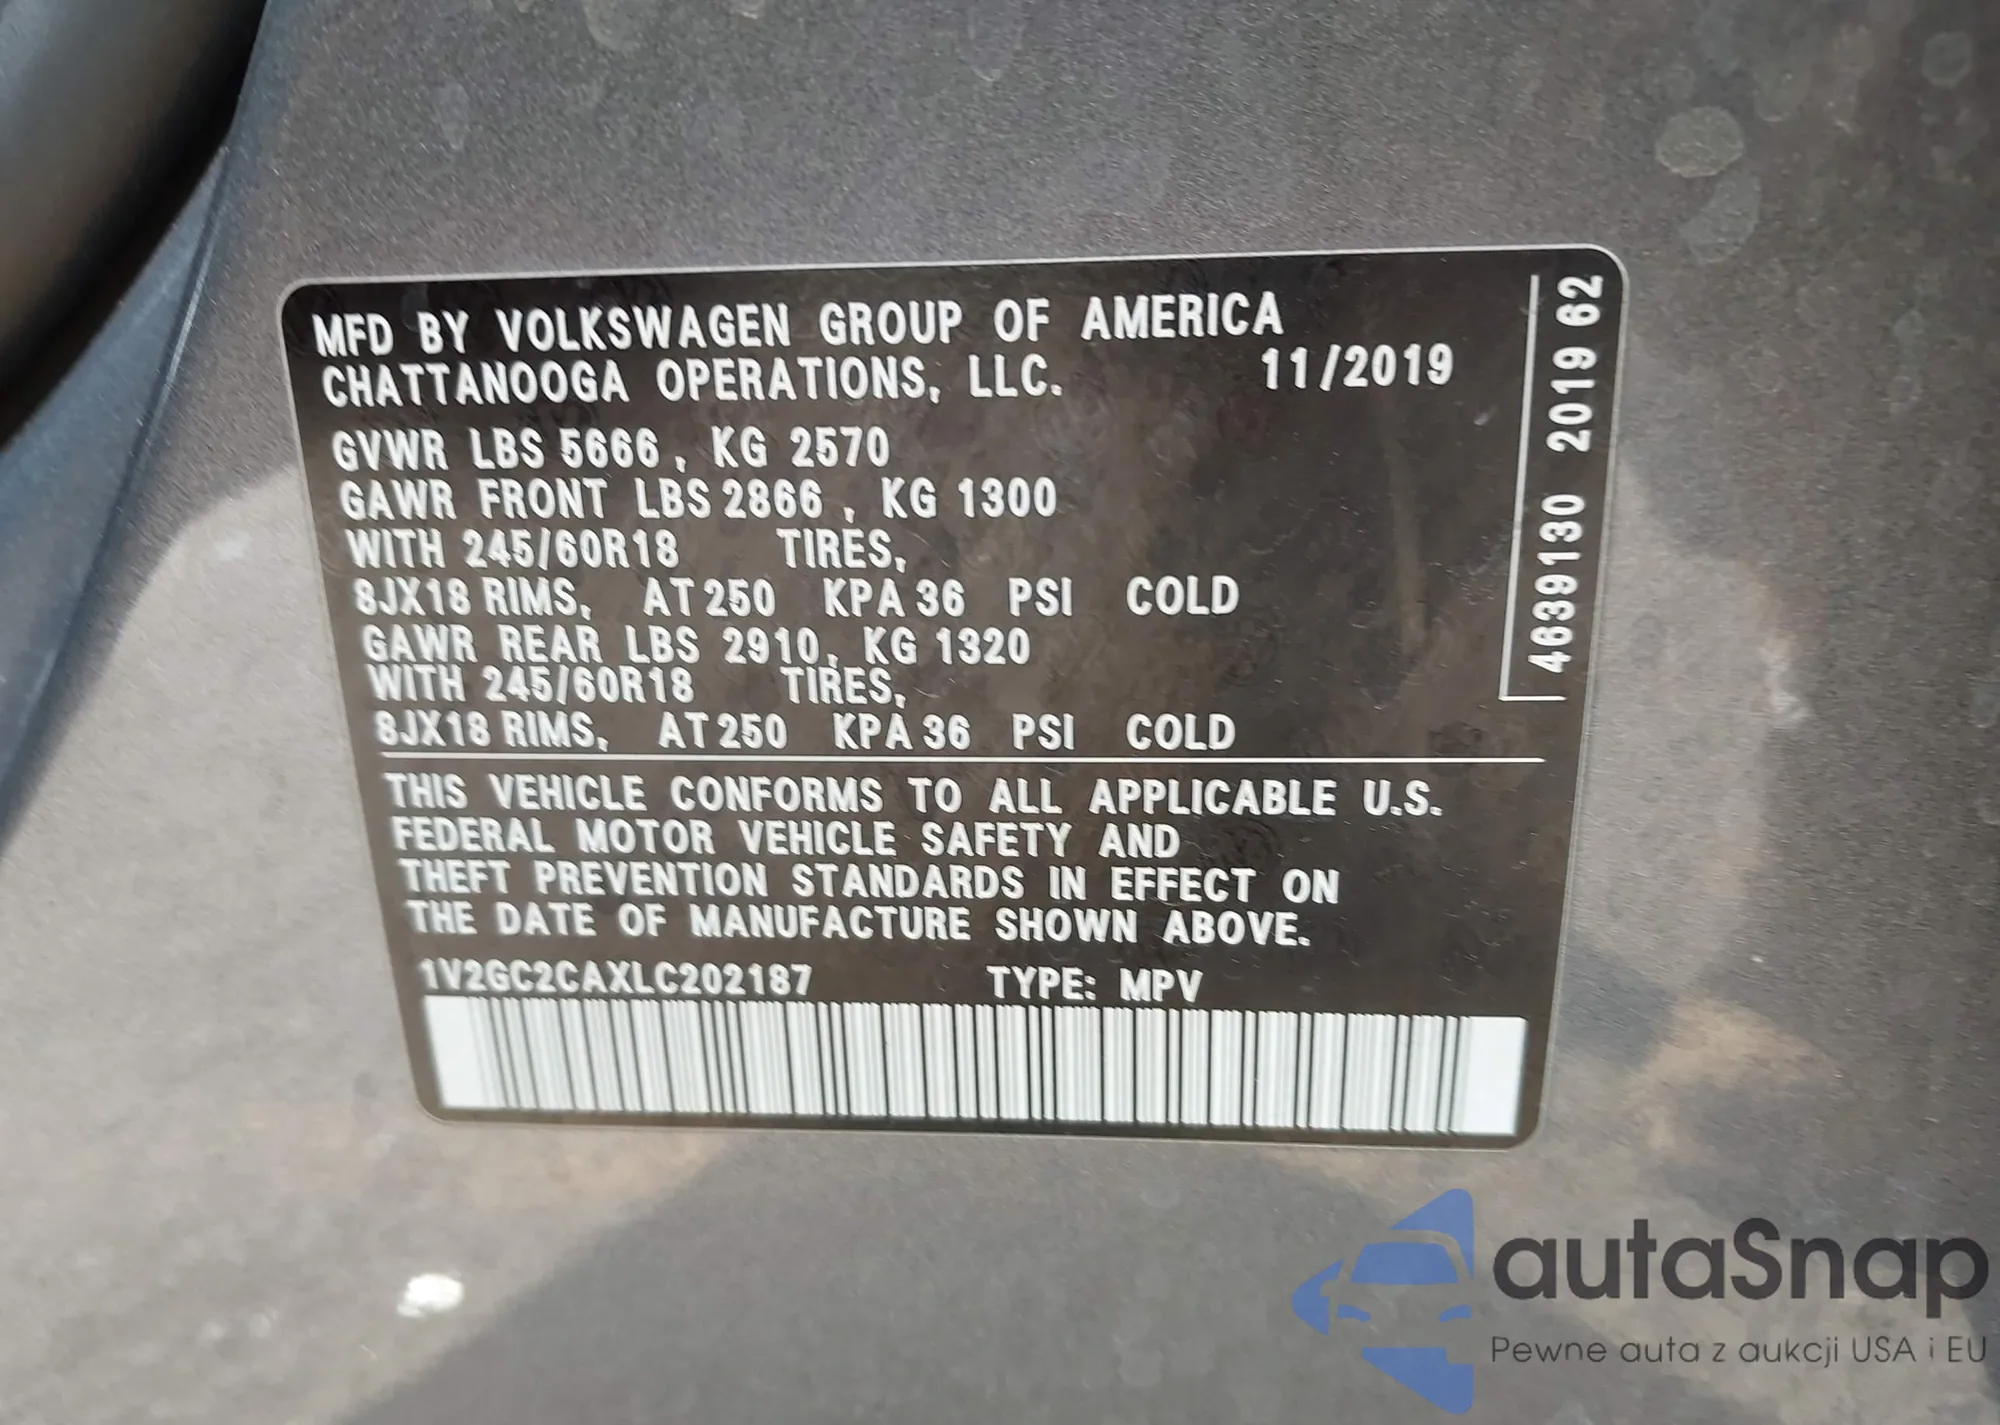 MFD BY VOLKSWAGEN GROUP OF AMERICA
CHATTANOOGA OPERATIONS, LLC. 11/2019
GVWR LBS 5666 , KG 2570
GAWR FRONT LBS 2866 , KG 1300
WITH 245/60R18 TIRES,
8JX18 RIMS, AT 250 KPA 36 PSI COLD
GAWR REAR LBS 2910, KG 1320
WITH 245/60R18 TIRES,
8JX18 RIMS, AT 250 KPA 36 PSI COLD
THIS VEHICLE CONFORMS TO ALL APPLICABLE U.S.
FEDERAL MOTOR VEHICLE SAFETY AND
THEFT PREVENTION STANDARDS IN EFFECT ON
THE DATE OF MANUFACTURE SHOWN ABOVE.
1V2GC2CAXLC202187 TYPE: MPV
4639130 2019 62
autaSnap
Pewne auta z aukcji USA i EU